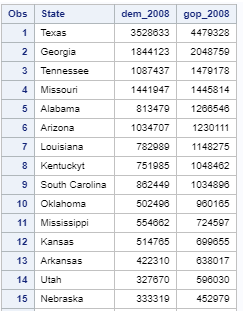 Obs State dem_2008 gop_2008
1 Texas 3528633 4479328
2 Georgia 1844123 2048759
3 Tennessee 1087437 1479178
4 Missouri 1441947 1445814
5 Alabama 813479 1266546
6 Arizona 1034707 1230111
7 Louisiana 782989 1148275
8 Kentuckyt 751985 1048462
9 South Carolina 862449 1034896
10 Oklahoma 502496 960165
11 Mississippi 554662 724597
12 Kansas 514765 699655
13 Arkansas 422310 638017
14 Utah 327670 596030
15 Nebraska 333319 452979